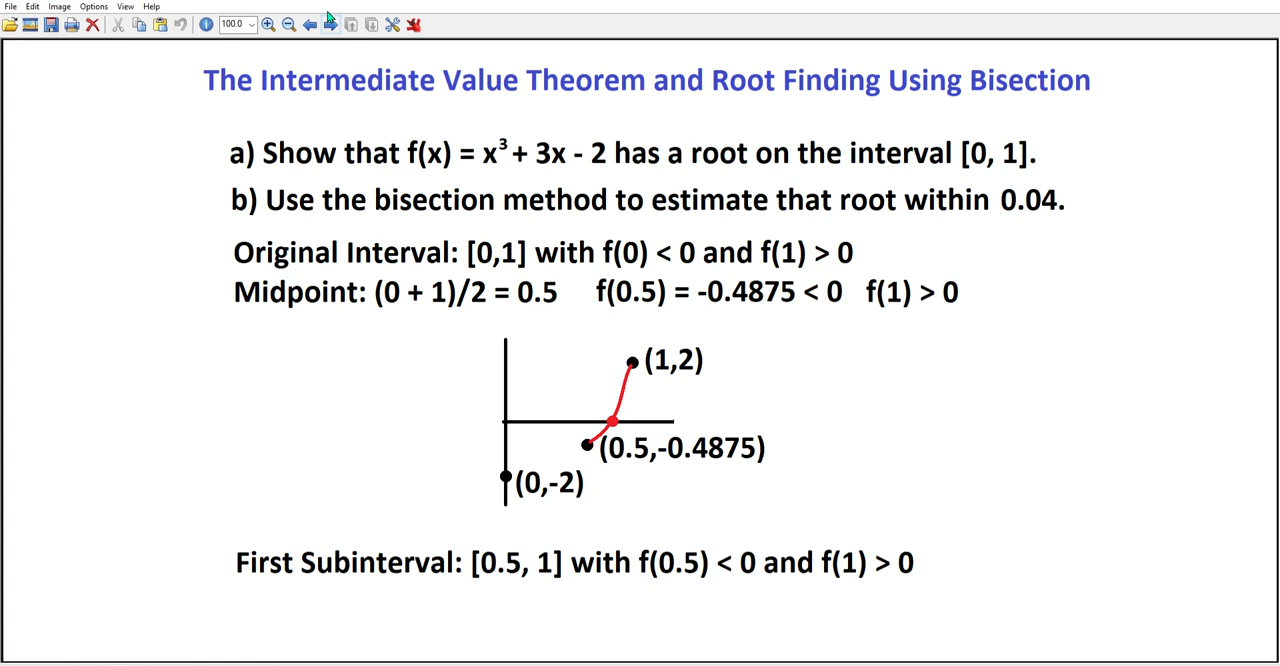 File Edit Image Options View Help
100.0
The Intermediate Value Theorem and Root Finding Using Bisection
a) Show that f(x) = x³ + 3x - 2 has a root on the interval [0, 1].
b) Use the bisection method to estimate that root within 0.04.
Original Interval: [0,1] with f(0) < 0 and f(1) > 0
Midpoint: (0 + 1)/2 = 0.5 f(0.5) = -0.4875 < 0 f(1) > 0
(1,2)
(0.5,-0.4875)
(0,-2)
First Subinterval: [0.5, 1] with f(0.5) < 0 and f(1) > 0